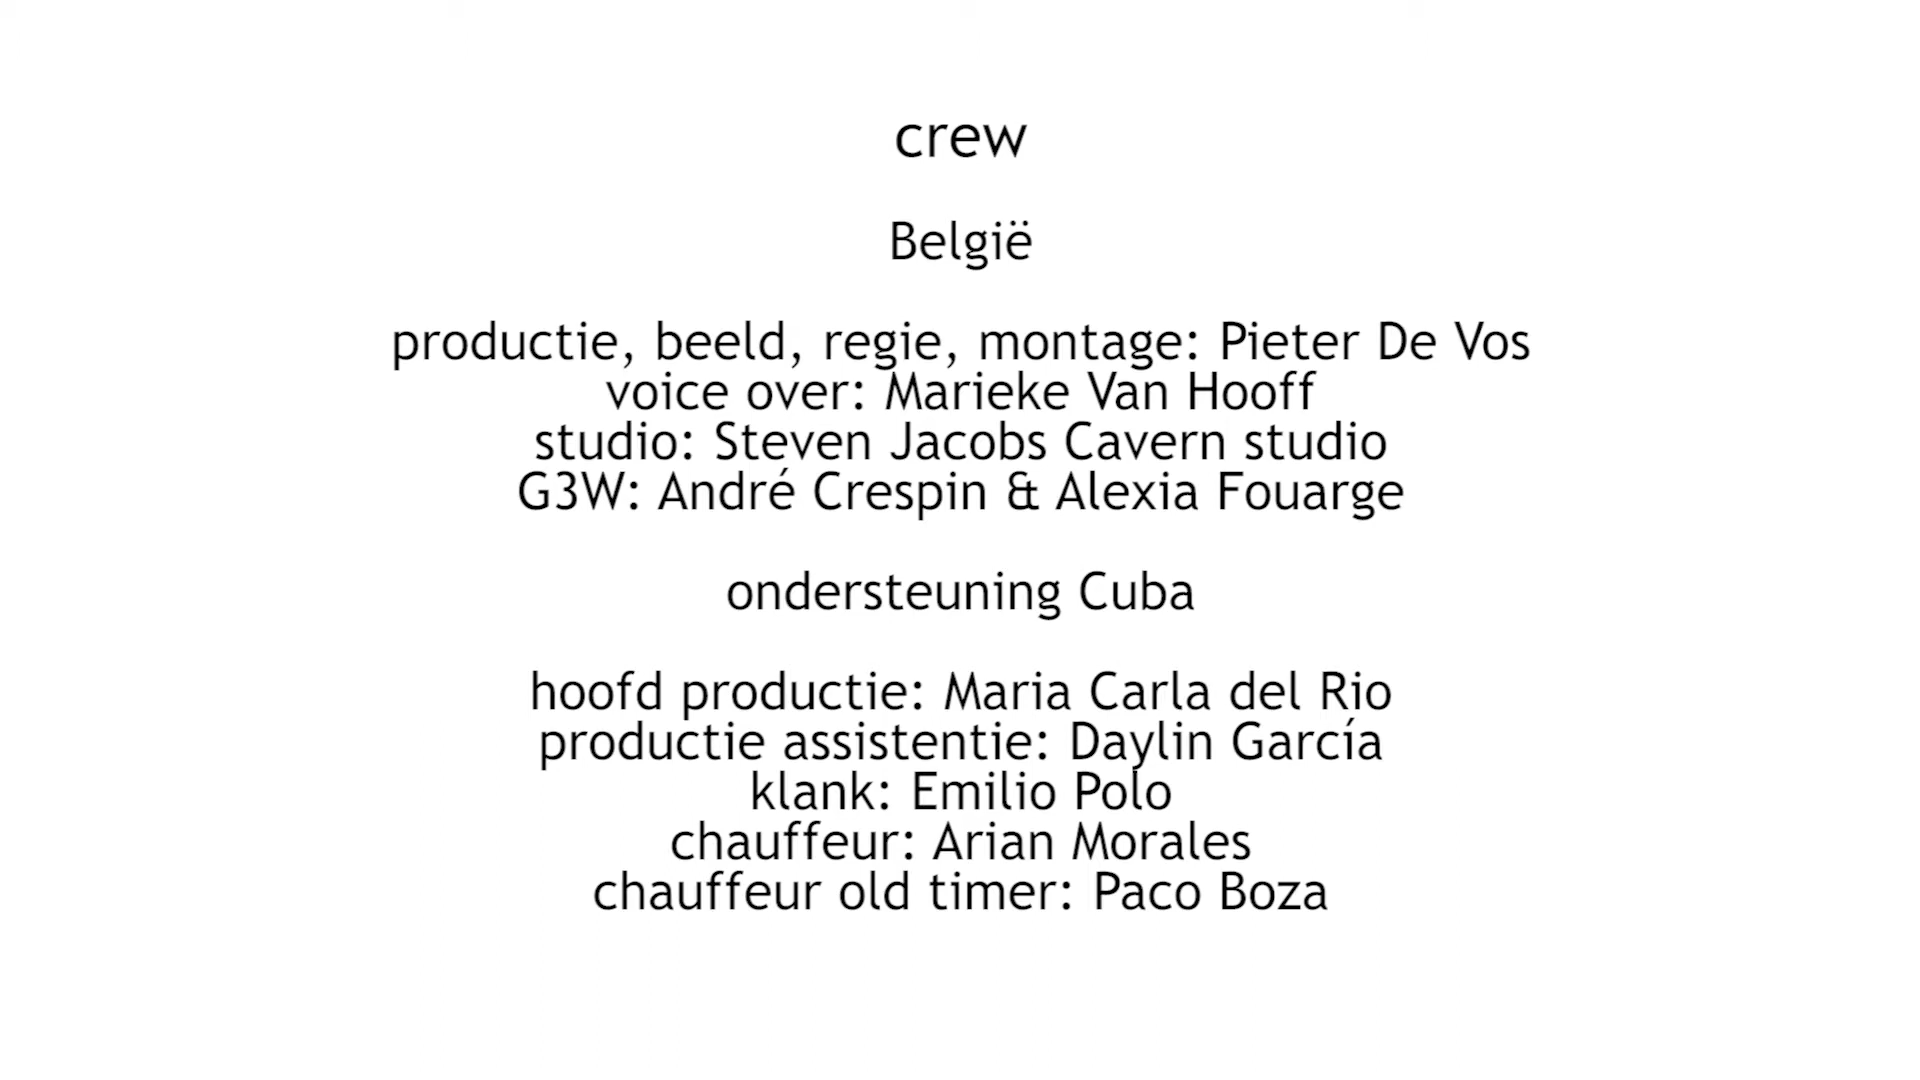 crew
België
productie, beeld, regie, montage: Pieter De Vos
voice over: Marieke Van Hooff
studio: Steven Jacobs Cavern studio
G3W: André Crespin & Alexia Fouarge
ondersteuning Cuba
hoofd productie: Maria Carla del Rio
productie assistentie: Daylin García
klank: Emilio Polo
chauffeur: Arian Morales
chauffeur old timer: Paco Boza